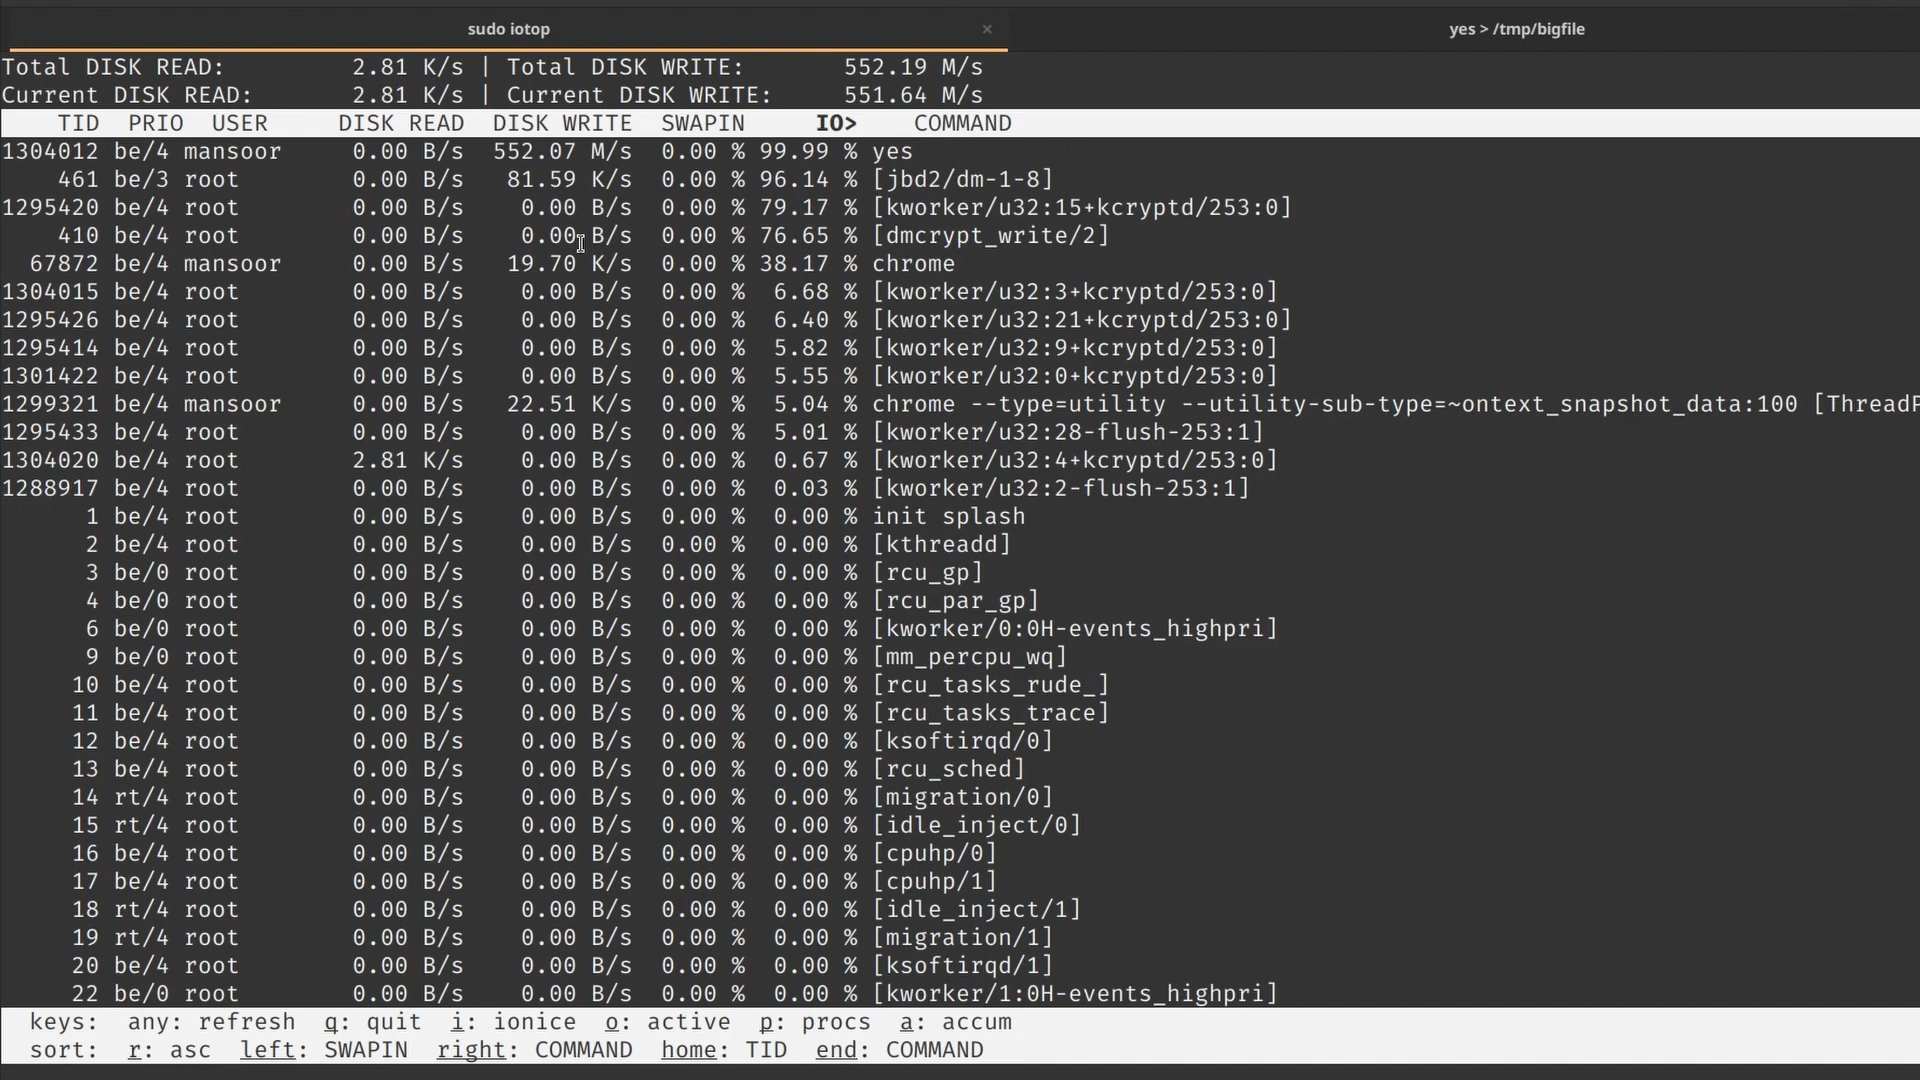 sudo iotop × yes > /tmp/bigfile
Total DISK READ: 2.81 K/s | Total DISK WRITE: 552.19 M/s
Current DISK READ: 2.81 K/s | Current DISK WRITE: 551.64 M/s
TID PRIO USER DISK READ DISK WRITE SWAPIN IO> COMMAND
1304012 be/4 mansoor 0.00 B/s 552.07 M/s 0.00 % 99.99 % yes
461 be/3 root 0.00 B/s 81.59 K/s 0.00 % 96.14 % [jbd2/dm-1-8]
1295420 be/4 root 0.00 B/s 0.00 B/s 0.00 % 79.17 % [kworker/u32:15+kcryptd/253:0]
410 be/4 root 0.00 B/s 0.00 B/s 0.00 % 76.65 % [dmcrypt_write/2]
67872 be/4 mansoor 0.00 B/s 19.70 K/s 0.00 % 38.17 % chrome
1304015 be/4 root 0.00 B/s 0.00 B/s 0.00 % 6.68 % [kworker/u32:3+kcryptd/253:0]
1295426 be/4 root 0.00 B/s 0.00 B/s 0.00 % 6.40 % [kworker/u32:21+kcryptd/253:0]
1295414 be/4 root 0.00 B/s 0.00 B/s 0.00 % 5.82 % [kworker/u32:9+kcryptd/253:0]
1301422 be/4 root 0.00 B/s 0.00 B/s 0.00 % 5.55 % [kworker/u32:0+kcryptd/253:0]
1299321 be/4 mansoor 0.00 B/s 22.51 K/s 0.00 % 5.04 % chrome --type=utility --utility-sub-type=~ontext_snapshot_data:100 [ThreadP
1295433 be/4 root 0.00 B/s 0.00 B/s 0.00 % 5.01 % [kworker/u32:28-flush-253:1]
1304020 be/4 root 2.81 K/s 0.00 B/s 0.00 % 0.67 % [kworker/u32:4+kcryptd/253:0]
1288917 be/4 root 0.00 B/s 0.00 B/s 0.00 % 0.03 % [kworker/u32:2-flush-253:1]
1 be/4 root 0.00 B/s 0.00 B/s 0.00 % 0.00 % init splash
2 be/4 root 0.00 B/s 0.00 B/s 0.00 % 0.00 % [kthreadd]
3 be/0 root 0.00 B/s 0.00 B/s 0.00 % 0.00 % [rcu_gp]
4 be/0 root 0.00 B/s 0.00 B/s 0.00 % 0.00 % [rcu_par_gp]
6 be/0 root 0.00 B/s 0.00 B/s 0.00 % 0.00 % [kworker/0:0H-events_highpri]
9 be/0 root 0.00 B/s 0.00 B/s 0.00 % 0.00 % [mm_percpu_wq]
10 be/4 root 0.00 B/s 0.00 B/s 0.00 % 0.00 % [rcu_tasks_rude_]
11 be/4 root 0.00 B/s 0.00 B/s 0.00 % 0.00 % [rcu_tasks_trace]
12 be/4 root 0.00 B/s 0.00 B/s 0.00 % 0.00 % [ksoftirqd/0]
13 be/4 root 0.00 B/s 0.00 B/s 0.00 % 0.00 % [rcu_sched]
14 rt/4 root 0.00 B/s 0.00 B/s 0.00 % 0.00 % [migration/0]
15 rt/4 root 0.00 B/s 0.00 B/s 0.00 % 0.00 % [idle_inject/0]
16 be/4 root 0.00 B/s 0.00 B/s 0.00 % 0.00 % [cpuhp/0]
17 be/4 root 0.00 B/s 0.00 B/s 0.00 % 0.00 % [cpuhp/1]
18 rt/4 root 0.00 B/s 0.00 B/s 0.00 % 0.00 % [idle_inject/1]
19 rt/4 root 0.00 B/s 0.00 B/s 0.00 % 0.00 % [migration/1]
20 be/4 root 0.00 B/s 0.00 B/s 0.00 % 0.00 % [ksoftirqd/1]
22 be/0 root 0.00 B/s 0.00 B/s 0.00 % 0.00 % [kworker/1:0H-events_highpri]
keys: any: refresh q: quit i: ionice o: active p: procs a: accum
sort: r: asc left: SWAPIN right: COMMAND home: TID end: COMMAND